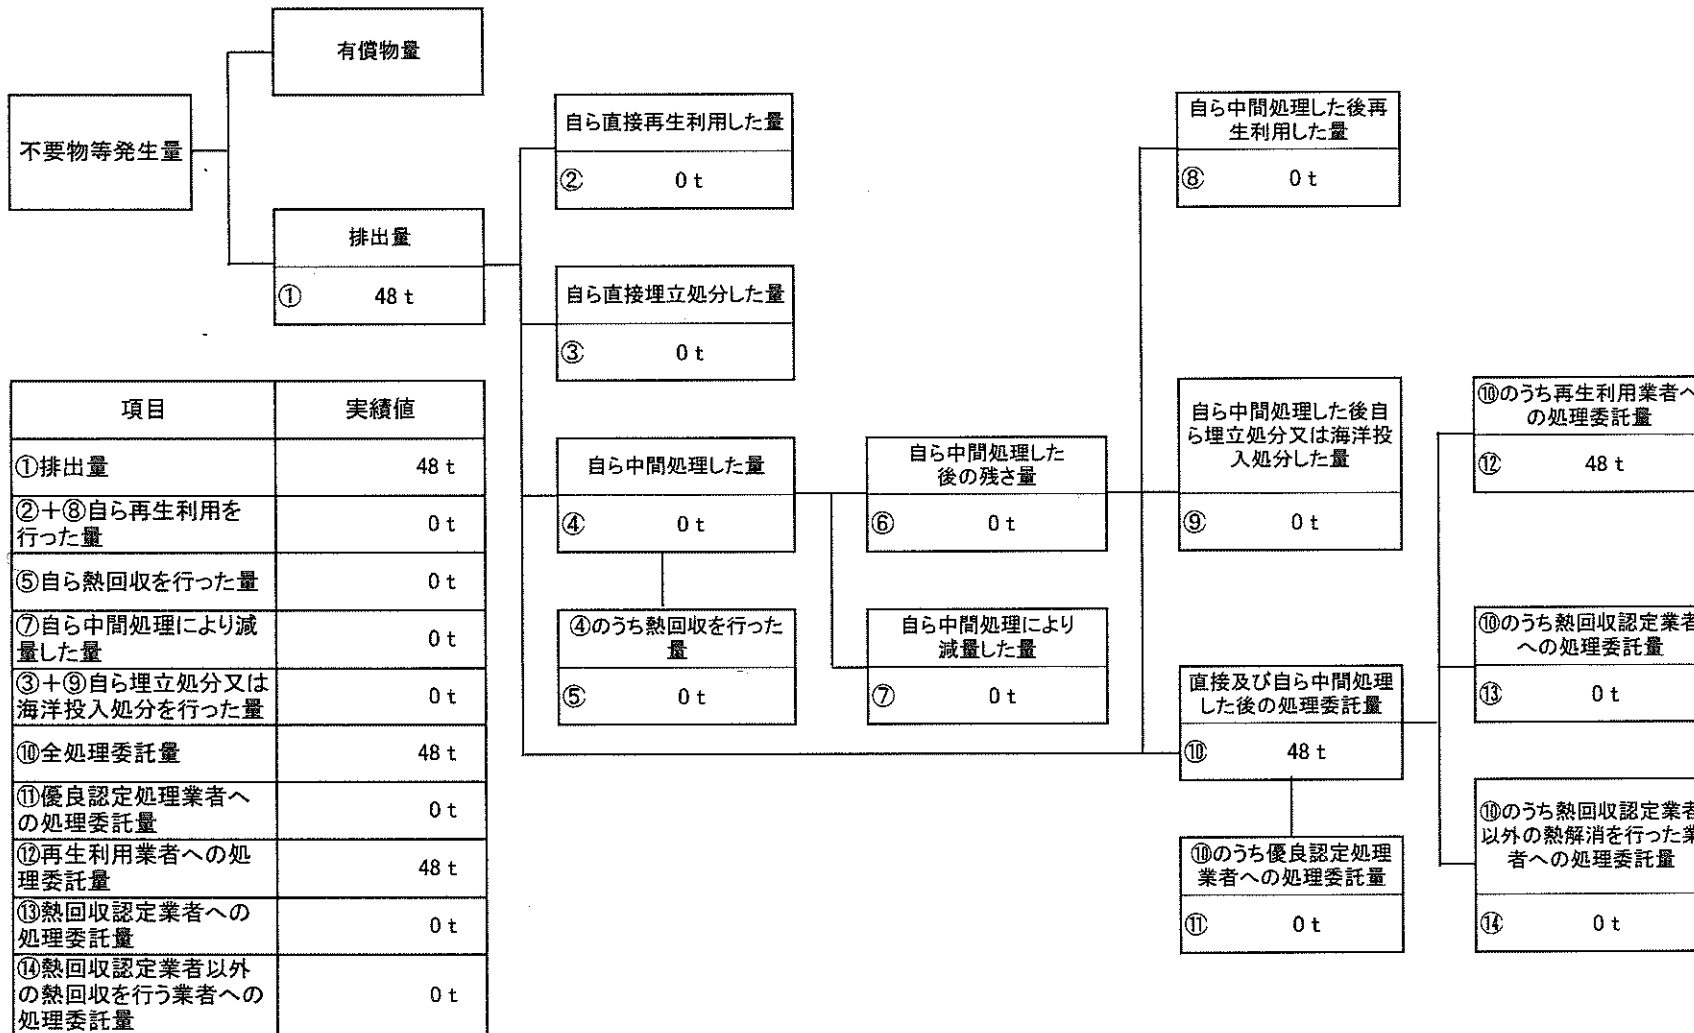 有償物量
不要物等発生量
排出量
① 48 t
自ら直接再生利用した量
② 0 t
自ら直接埋立処分した量
③ 0 t
自ら中間処理した量
④ 0 t
④のうち熱回収を行った
量
⑤ 0 t
自ら中間処理した
後の残さ量
⑥ 0 t
自ら中間処理により
減量した量
⑦ 0 t
自ら中間処理した後再
生利用した量
⑧ 0 t
自ら中間処理した後自
ら埋立処分又は海洋投
入処分した量
⑨ 0 t
直接及び自ら中間処理
した後の処理委託量
⑩ 48 t
⑩のうち優良認定処理
業者への処理委託量
⑪ 0 t
⑩のうち再生利用業者へ
の処理委託量
⑫ 48 t
⑩のうち熱回収認定業者
への処理委託量
⑬ 0 t
⑩のうち熱回収認定業者
以外の熱解消を行った業
者への処理委託量
⑭ 0 t
項目 実績値
①排出量 48 t
②＋⑧自ら再生利用を
行った量 0 t
⑤自ら熱回収を行った量 0 t
⑦自ら中間処理により減
量した量 0 t
③＋⑨自ら埋立処分又は
海洋投入処分を行った量 0 t
⑩全処理委託量 48 t
⑪優良認定処理業者へ
の処理委託量 0 t
⑫再生利用業者への処
理委託量 48 t
⑬熱回収認定業者への
処理委託量 0 t
⑭熱回収認定業者以外
の熱回収を行う業者への
処理委託量 0 t